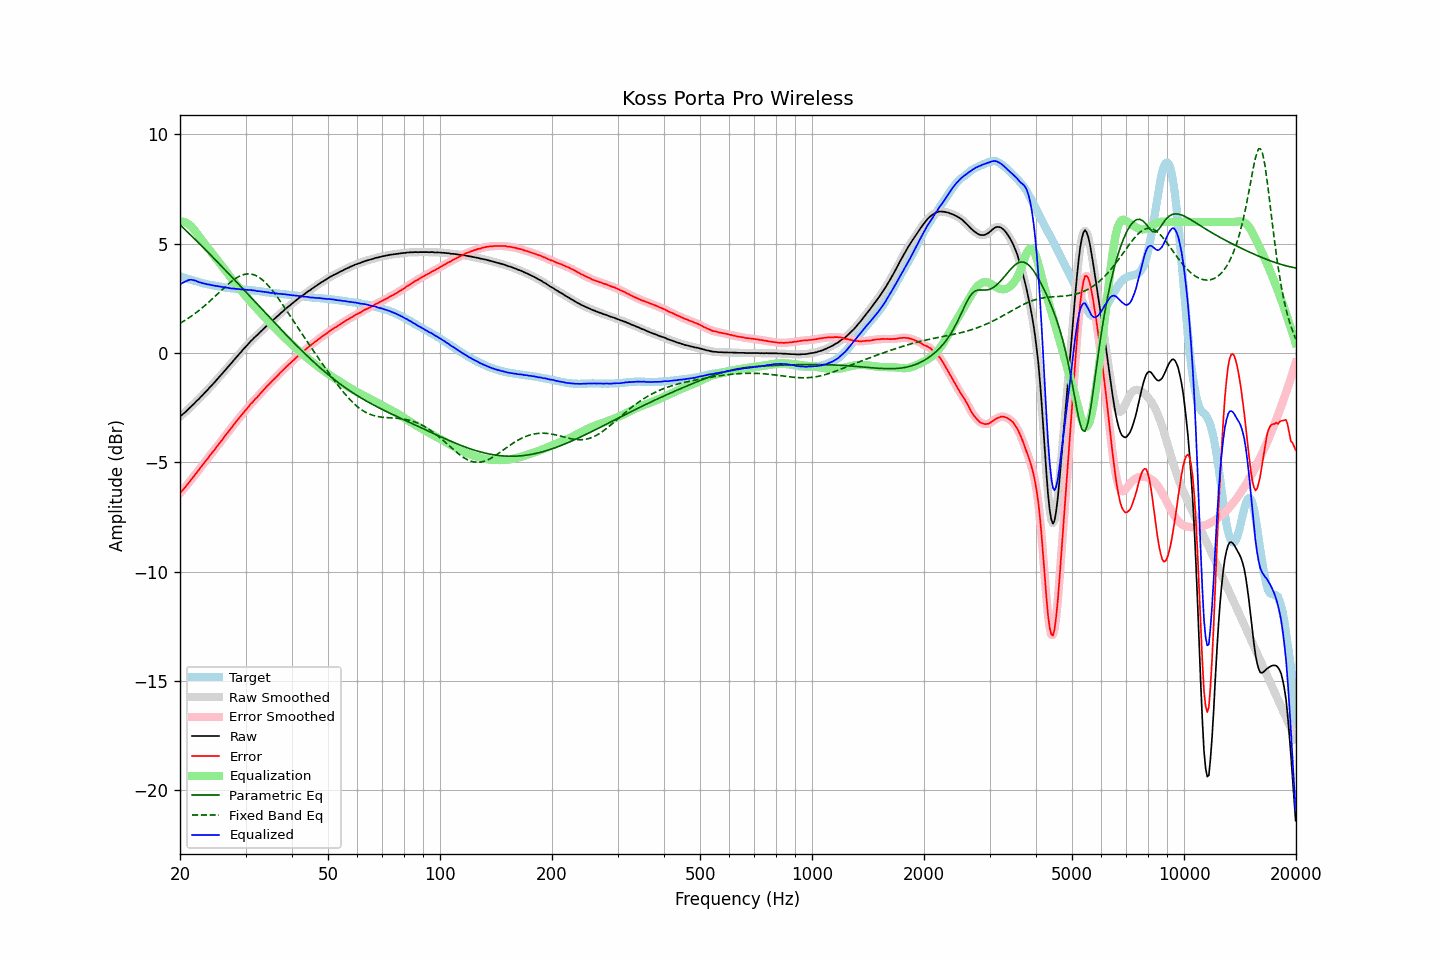 Koss Porta Pro Wireless
10
5
0
−5
−10
−15
−20
Amplitude (dBr)
Target
Raw Smoothed
Error Smoothed
Raw
Error
Equalization
Parametric Eq
Fixed Band Eq
Equalized
20 50 100 200 500 1000 2000 5000 10000 20000
Frequency (Hz)